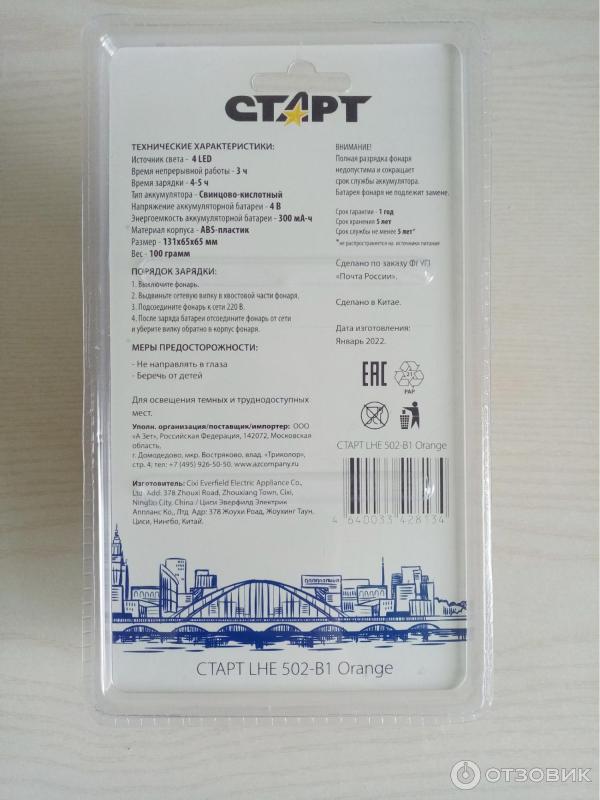 СТАРТ
ТЕХНИЧЕСКИЕ ХАРАКТЕРИСТИКИ:
Источник света - 4 LED
Время непрерывной работы - 3 ч
Время зарядки - 4-5 ч
Тип аккумулятора - Свинцово-кислотный
Напряжение аккумуляторной батареи - 4 В
Энергоемкость аккумуляторной батареи - 300 мА-ч
Материал корпуса - ABS-пластик
Размер - 131х65х65 мм
Вес - 100 грамм
ПОРЯДОК ЗАРЯДКИ:
1. Выключите фонарь.
2. Выдвиньте сетевую вилку в хвостовой части фонаря.
3. Подсоедините фонарь к сети 220 В.
4. После заряда батареи отсоедините фонарь от сети
и уберите вилку обратно в корпус фонаря.
МЕРЫ ПРЕДОСТОРОЖНОСТИ:
- Не направлять в глаза
- Беречь от детей
Для освещения темных и труднодоступных
мест.
Уполн. организация/поставщик/импортер: ООО
«А Зет», Российская Федерация, 142072, Московская
область,
г. Домодедово, мкр. Востряково, влад. «Триколор»,
стр. 4; тел: +7 (495) 926-50-50. www.azcompany.ru
Изготовитель: Cixi Everfield Electric Appliance Co.,
Ltd. Add: 378 Zhouxi Road, Zhouxiang Town, Cixi,
Ningbo City, China / Циси Эверфилд Электрик
Аппланс Ко., Лтд Адр: 378 Жоухи Роад, Жоухинг Таун,
Циси, Нингбо, Китай.
ВНИМАНИЕ!
Полная разрядка фонаря
недопустима и сокращает
срок службы аккумулятора.
Батарея фонаря не подлежит замене.
Срок гарантии - 1 год
Срок хранения 5 лет
Срок службы не менее 5 лет*
*не распространяется на источники питания
Сделано по заказу ФГУП
«Почта России».
Сделано в Китае.
Дата изготовления:
Январь 2022.
EAC
21
PAP
СТАРТ LHE 502-B1 Orange
4 640033 428134
СТАРТ LHE 502-B1 Orange
ОТЗОВИК